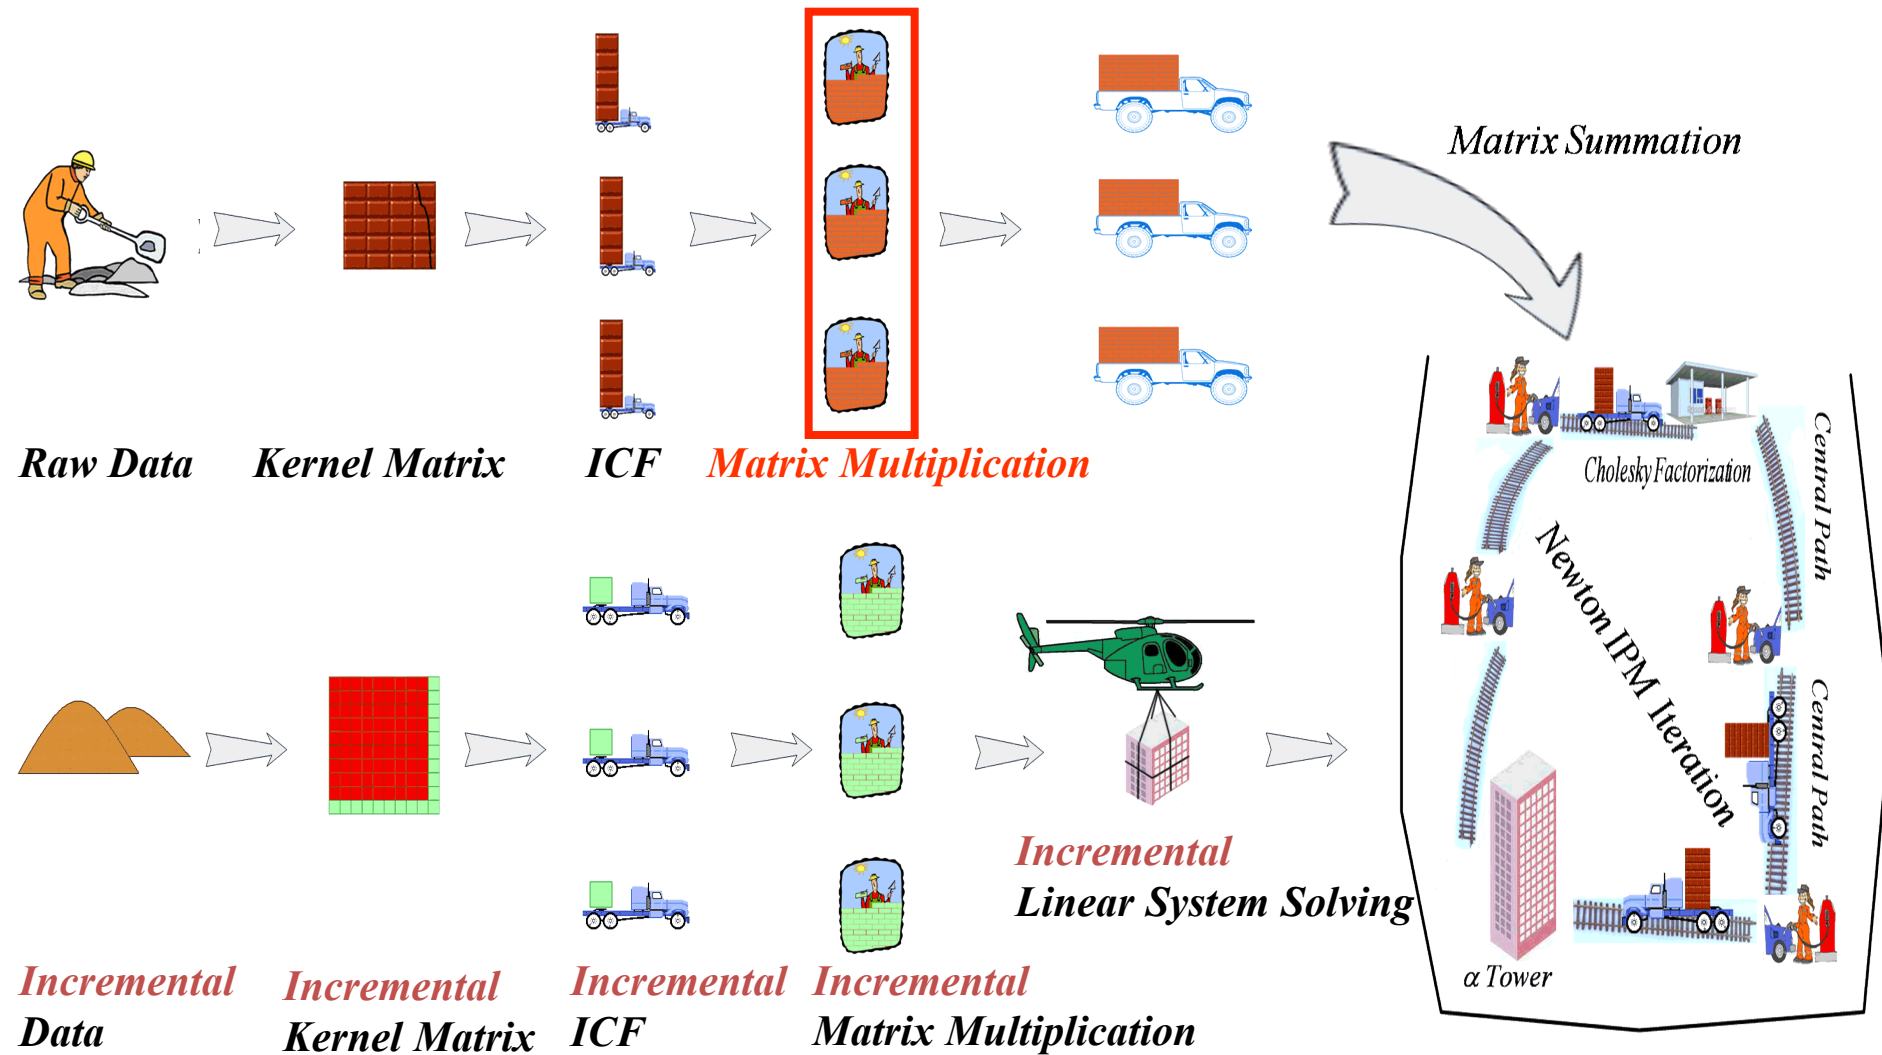 Matrix Summation
Raw Data
Kernel Matrix
ICF
Matrix Multiplication
Cholesky Factorization
Central Path
Newton IPM Iteration
Central Path
α Tower
Incremental
Linear System Solving
Incremental
Data
Incremental
Kernel Matrix
Incremental
ICF
Incremental
Matrix Multiplication